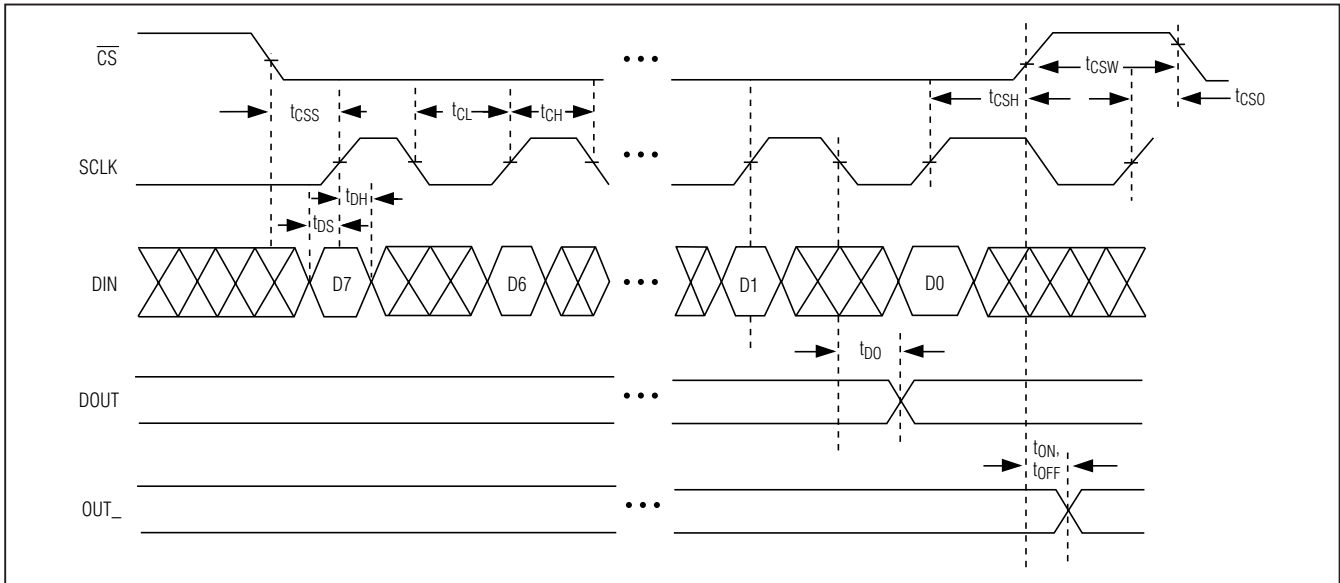 CS
•••
tCSW
tCSS
tCL
tCH
tCSH
tCSO
SCLK
•••
tDS
tDH
DIN
D7
D6
•••
D1
D0
tDO
DOUT
•••
tON,
tOFF
OUT_
•••